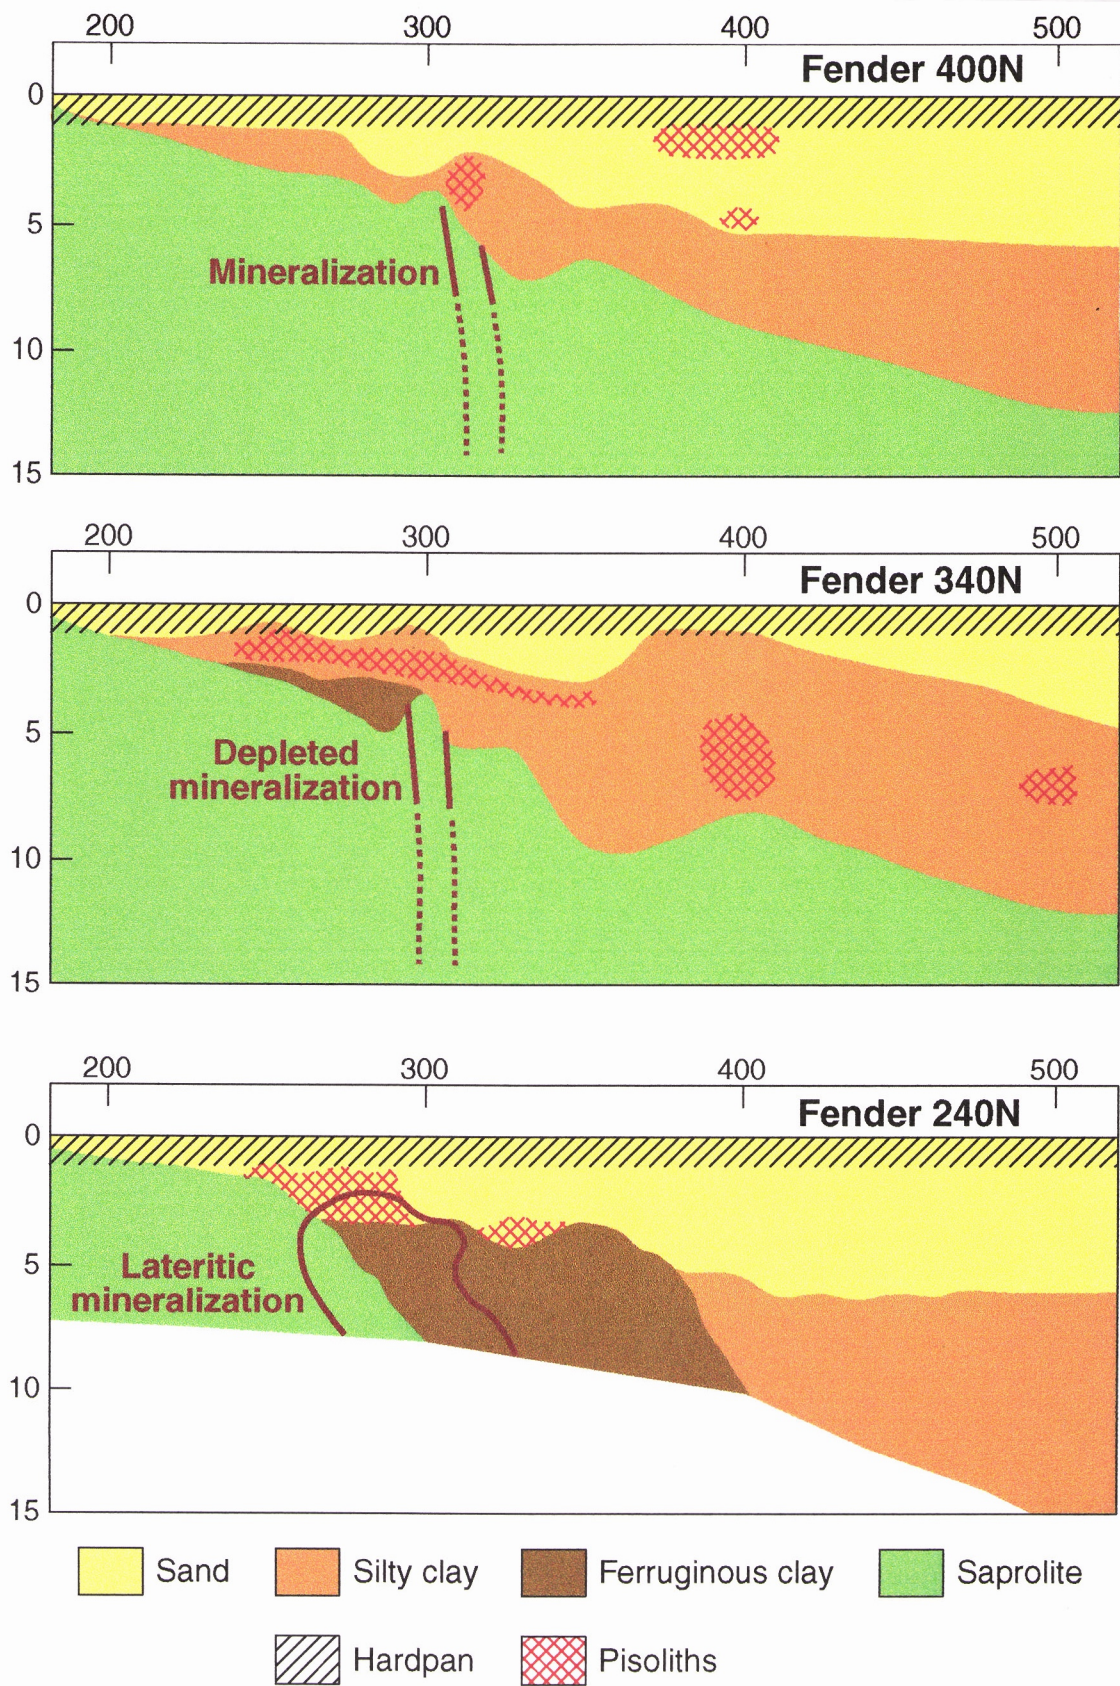 200 300 400 500
Fender 400N
0
5
Mineralization
10
15
200 300 400 500
Fender 340N
0
5
Depleted
mineralization
10
15
200 300 400 500
Fender 240N
0
5
Lateritic
mineralization
10
15
Sand Silty clay Ferruginous clay Saprolite
Hardpan Pisoliths